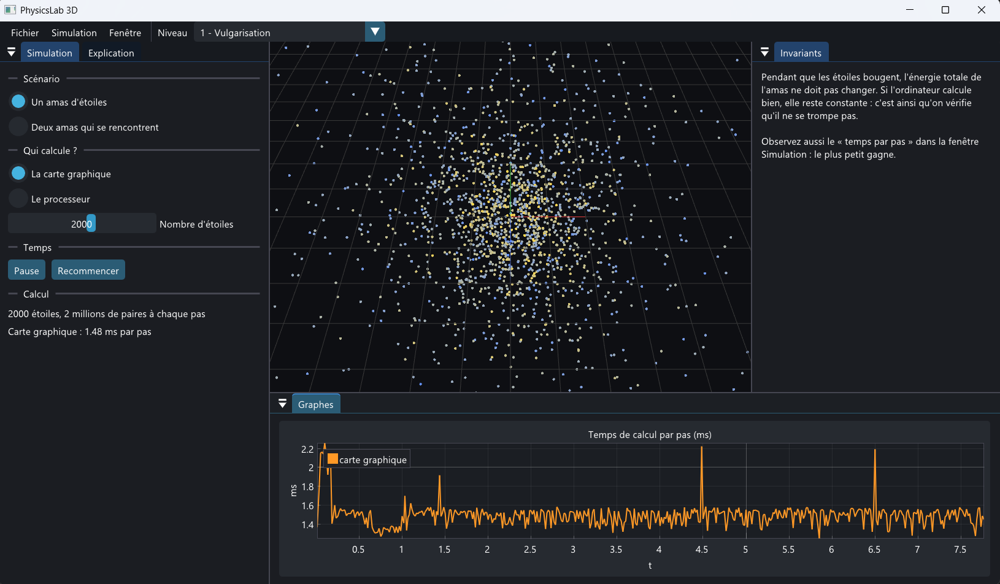 PhysicsLab 3D
Fichier Simulation Fenêtre Niveau 1 - Vulgarisation
Simulation Explication
Scénario
Un amas d'étoiles
Deux amas qui se rencontrent
Qui calcule ?
La carte graphique
Le processeur
2000 Nombre d'étoiles
Temps
Pause Recommencer
Calcul
2000 étoiles, 2 millions de paires à chaque pas
Carte graphique : 1.48 ms par pas
Invariants
Pendant que les étoiles bougent, l'énergie totale de
l'amas ne doit pas changer. Si l'ordinateur calcule
bien, elle reste constante : c'est ainsi qu'on vérifie
qu'il ne se trompe pas.
Observez aussi le « temps par pas » dans la fenêtre
Simulation : le plus petit gagne.
Graphes
Temps de calcul par pas (ms)
carte graphique
ms
2.2
2
1.8
1.6
1.4
0.5 1 1.5 2 2.5 3 3.5 4 4.5 5 5.5 6 6.5 7 7.5
t